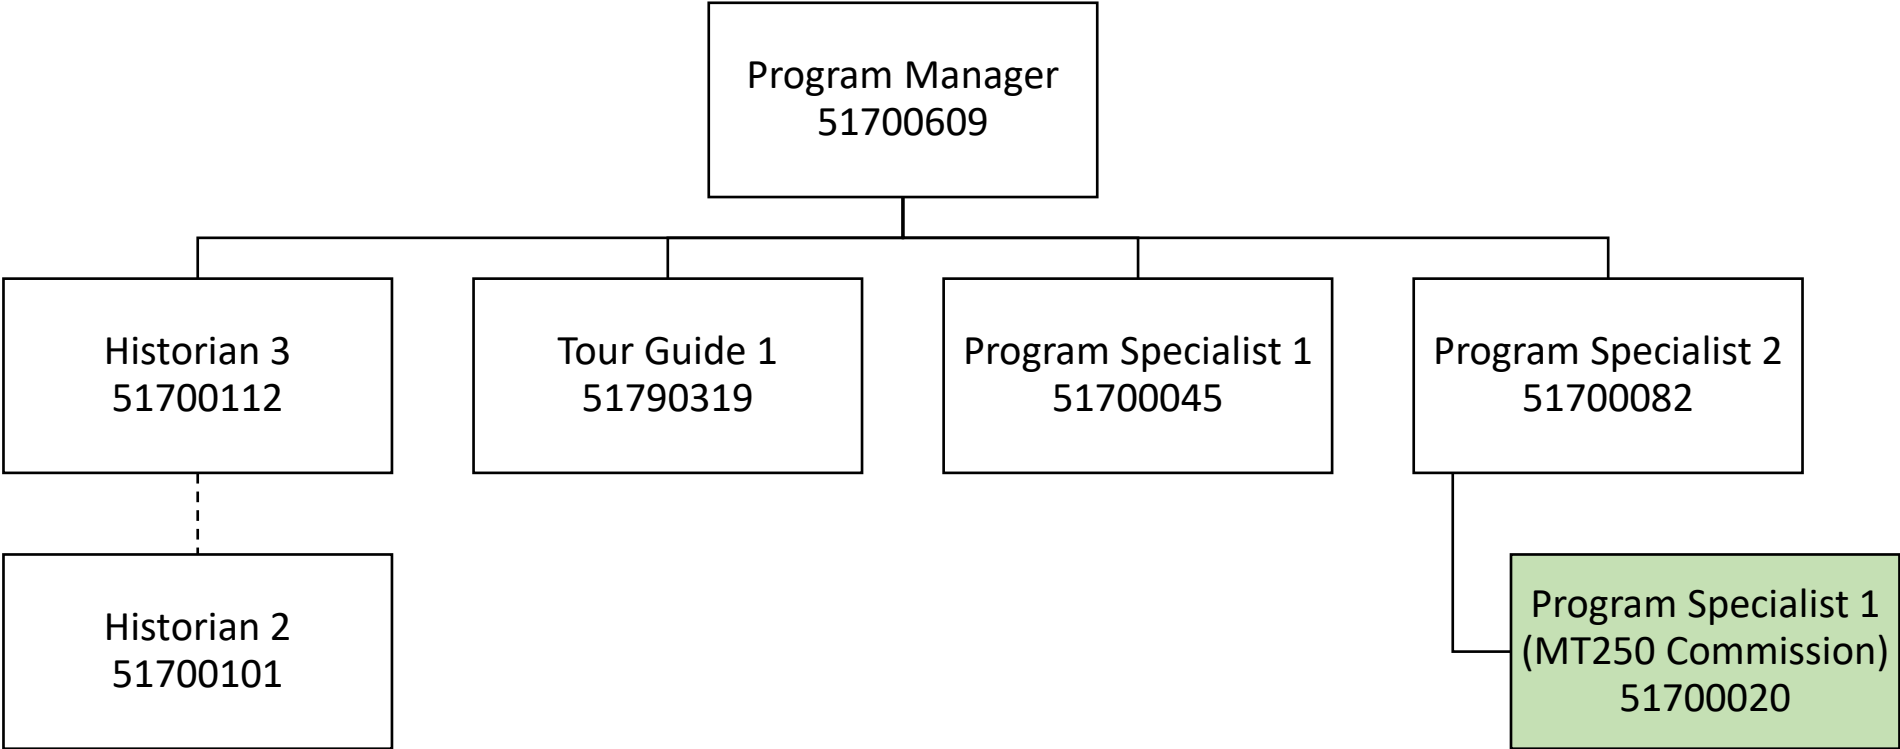 Program Manager
51700609
Historian 3
51700112
Tour Guide 1
51790319
Program Specialist 1
51700045
Program Specialist 2
51700082
Historian 2
51700101
Program Specialist 1
(MT250 Commission)
51700020